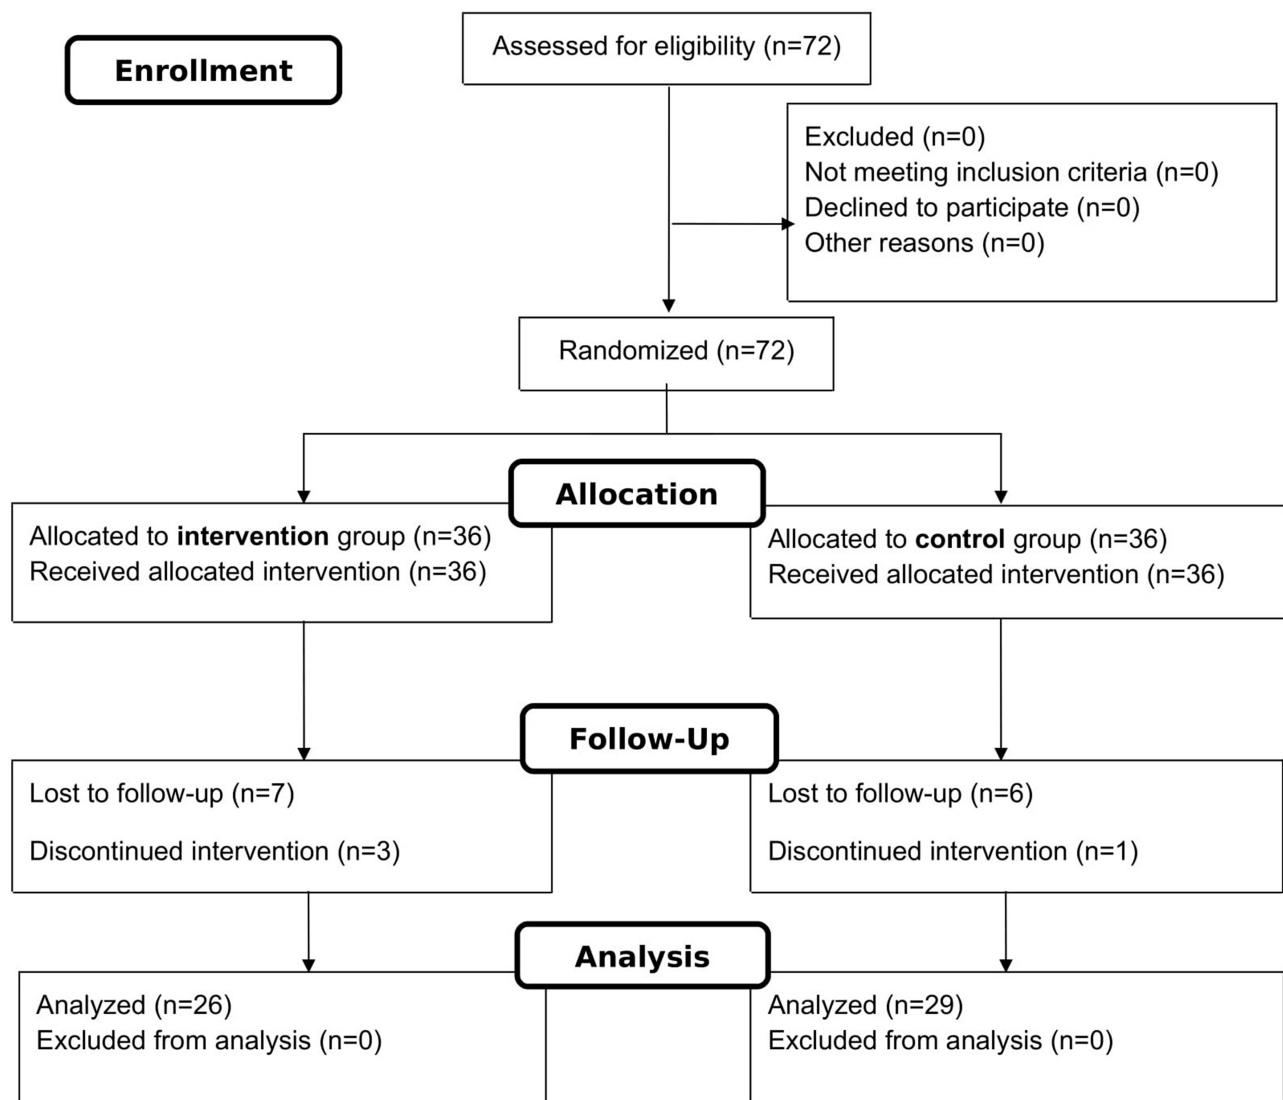 Enrollment
Assessed for eligibility (n=72)
Excluded (n=0)
Not meeting inclusion criteria (n=0)
Declined to participate (n=0)
Other reasons (n=0)
Randomized (n=72)
Allocation
Allocated to intervention group (n=36)
Received allocated intervention (n=36)
Allocated to control group (n=36)
Received allocated intervention (n=36)
Follow-Up
Lost to follow-up (n=7)
Discontinued intervention (n=3)
Lost to follow-up (n=6)
Discontinued intervention (n=1)
Analysis
Analyzed (n=26)
Excluded from analysis (n=0)
Analyzed (n=29)
Excluded from analysis (n=0)